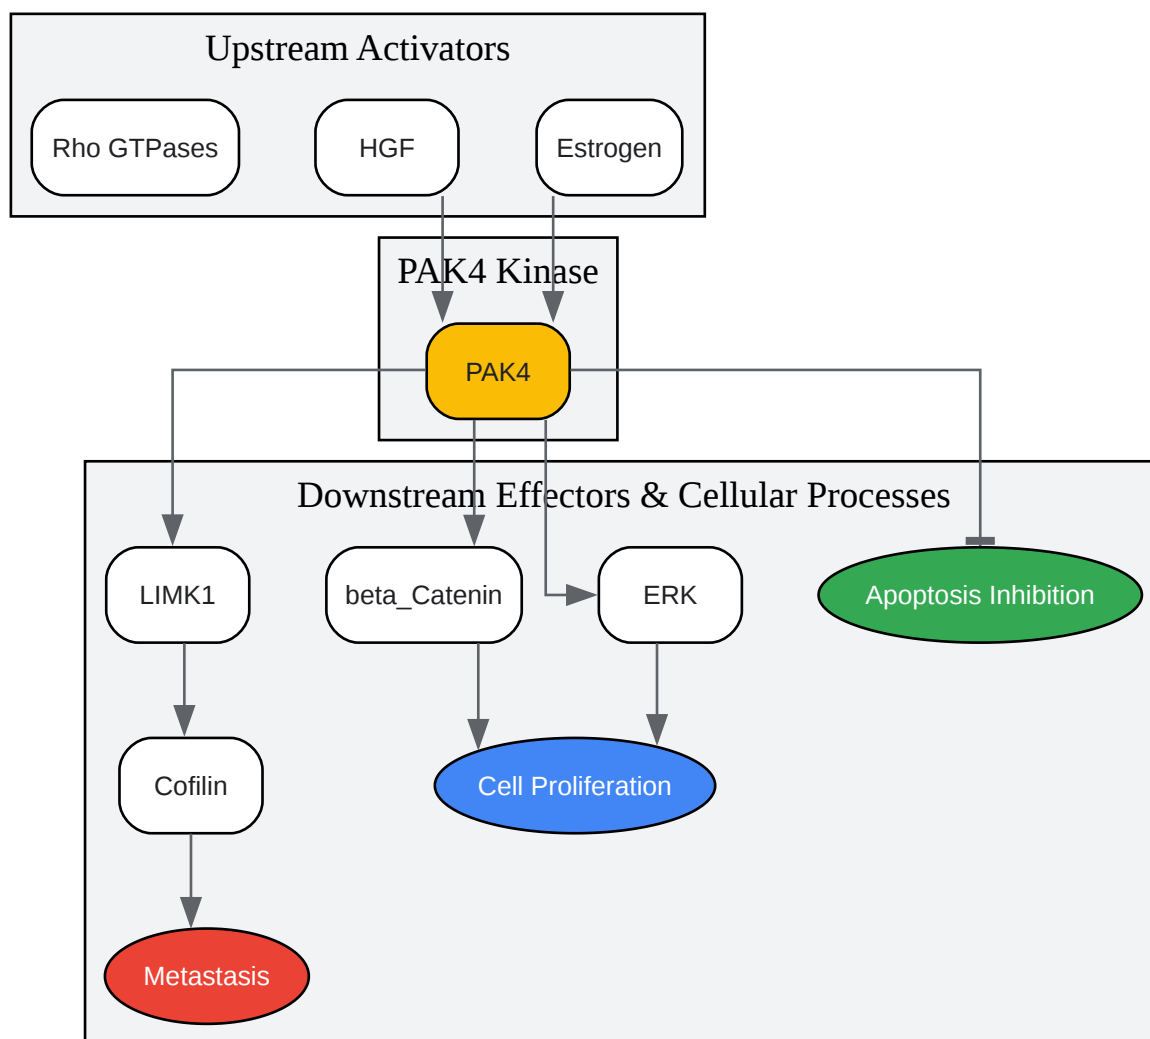 Upstream Activators
Rho GTPases
HGF
Estrogen
PAK4 Kinase
PAK4
Downstream Effectors & Cellular Processes
LIMK1
beta_Catenin
ERK
Apoptosis Inhibition
Cofilin
Cell Proliferation
Metastasis